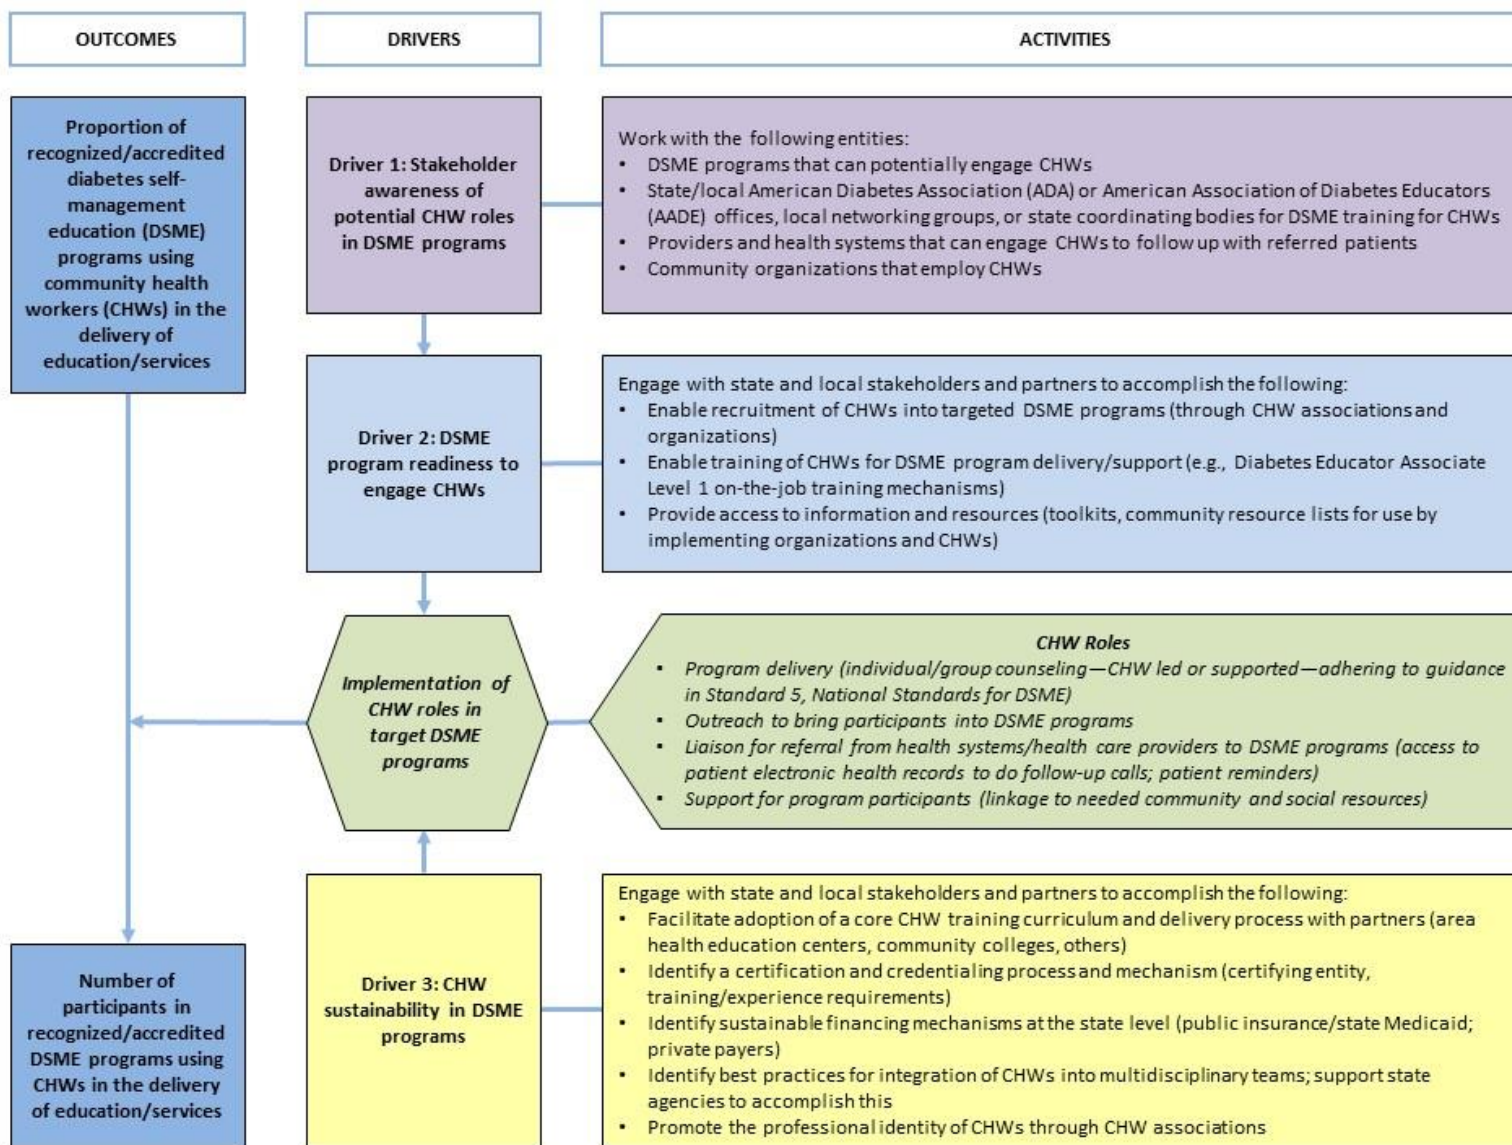 OUTCOMES
DRIVERS
ACTIVITIES
Proportion of
recognized/accredited
diabetes self-
management
education (DSME)
programs using
community health
workers (CHWs) in the
delivery of
education/services
Driver 1: Stakeholder
awareness of
potential CHW roles
in DSME programs
Work with the following entities:
• DSME programs that can potentially engage CHWs
• State/local American Diabetes Association (ADA) or American Association of Diabetes Educators
(AADE) offices, local networking groups, or state coordinating bodies for DSME training for CHWs
• Providers and health systems that can engage CHWs to follow up with referred patients
• Community organizations that employ CHWs
Driver 2: DSME
program readiness to
engage CHWs
Engage with state and local stakeholders and partners to accomplish the following:
• Enable recruitment of CHWs into targeted DSME programs (through CHW associations and
organizations)
• Enable training of CHWs for DSME program delivery/support (e.g., Diabetes Educator Associate
Level 1 on-the-job training mechanisms)
• Provide access to information and resources (toolkits, community resource lists for use by
implementing organizations and CHWs)
Implementation of
CHW roles in
target DSME
programs
CHW Roles
• Program delivery (individual/group counseling—CHW led or supported—adhering to guidance
in Standard 5, National Standards for DSME)
• Outreach to bring participants into DSME programs
• Liaison for referral from health systems/health care providers to DSME programs (access to
patient electronic health records to do follow-up calls; patient reminders)
• Support for program participants (linkage to needed community and social resources)
Number of
participants in
recognized/accredited
DSME programs using
CHWs in the delivery
of education/services
Driver 3: CHW
sustainability in DSME
programs
Engage with state and local stakeholders and partners to accomplish the following:
• Facilitate adoption of a core CHW training curriculum and delivery process with partners (area
health education centers, community colleges, others)
• Identify a certification and credentialing process and mechanism (certifying entity,
training/experience requirements)
• Identify sustainable financing mechanisms at the state level (public insurance/state Medicaid;
private payers)
• Identify best practices for integration of CHWs into multidisciplinary teams; support state
agencies to accomplish this
• Promote the professional identity of CHWs through CHW associations